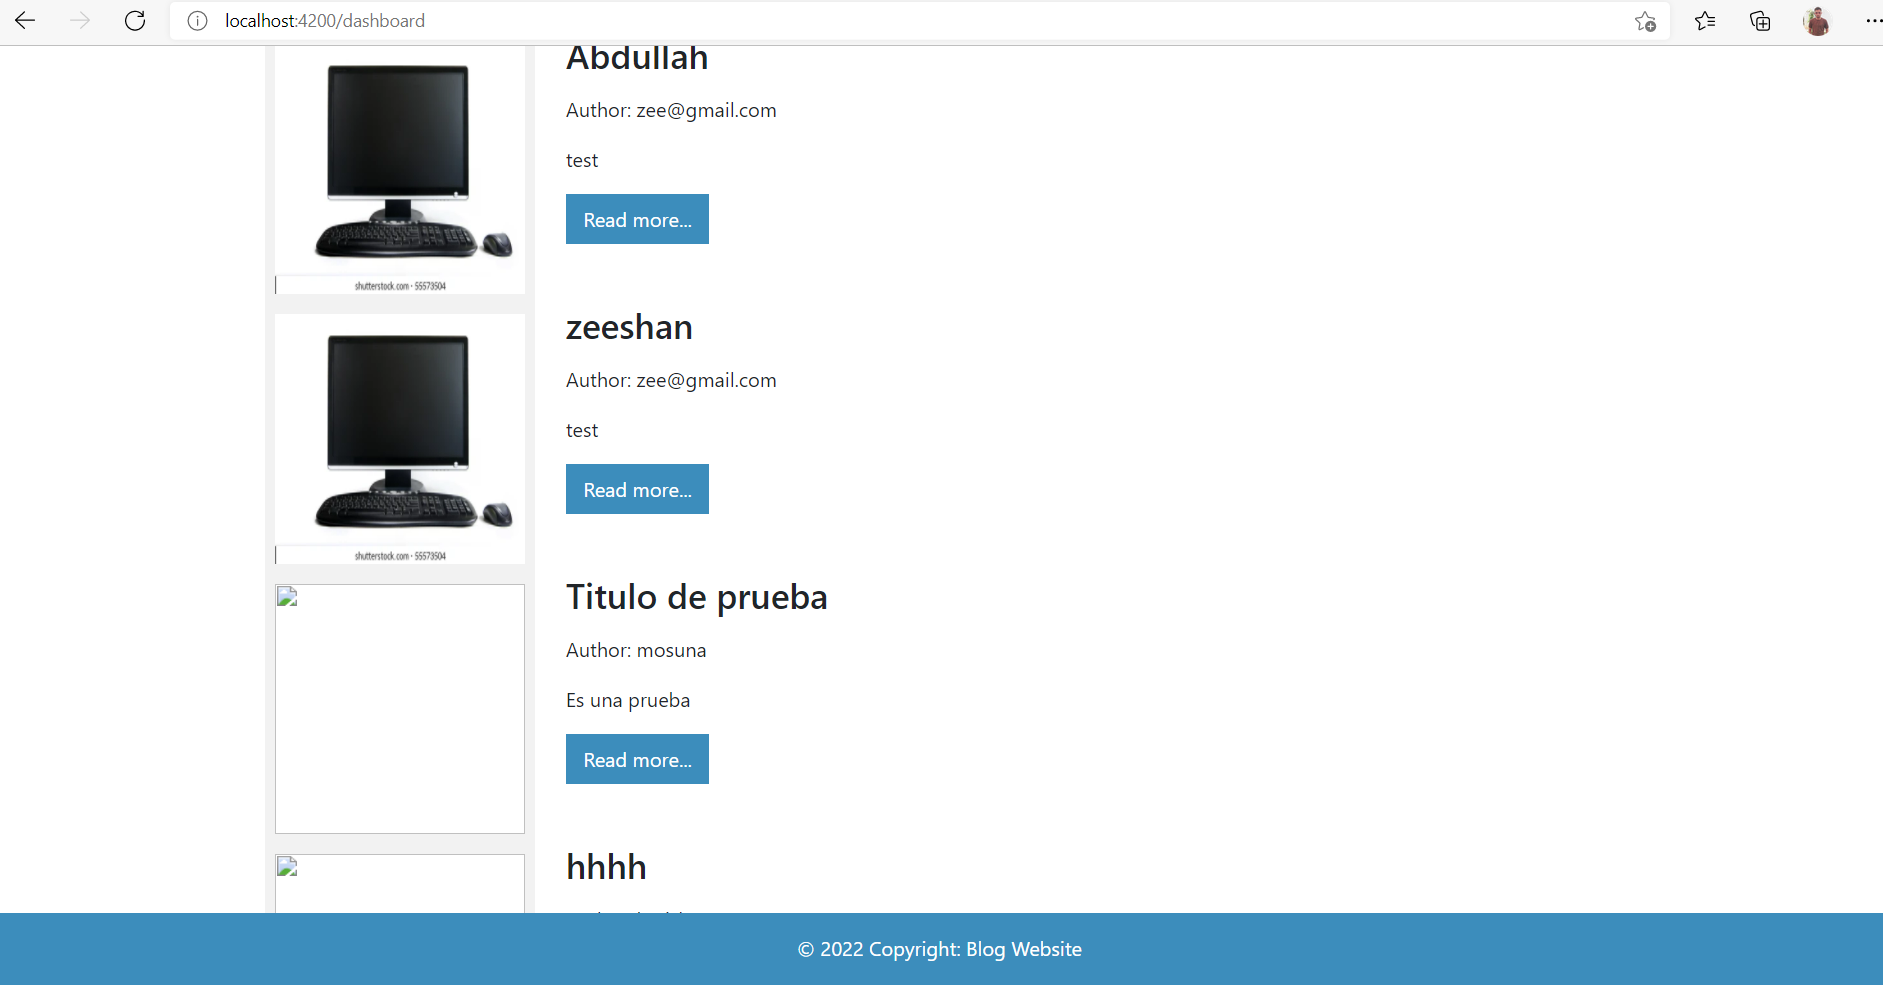 localhost:4200/dashboard
Abdullah
Author: zee@gmail.com
test
Read more...
shutterstock.com • 55573504
zeeshan
Author: zee@gmail.com
test
Read more...
shutterstock.com • 55573504
Titulo de prueba
Author: mosuna
Es una prueba
Read more...
hhhh
© 2022 Copyright: Blog Website